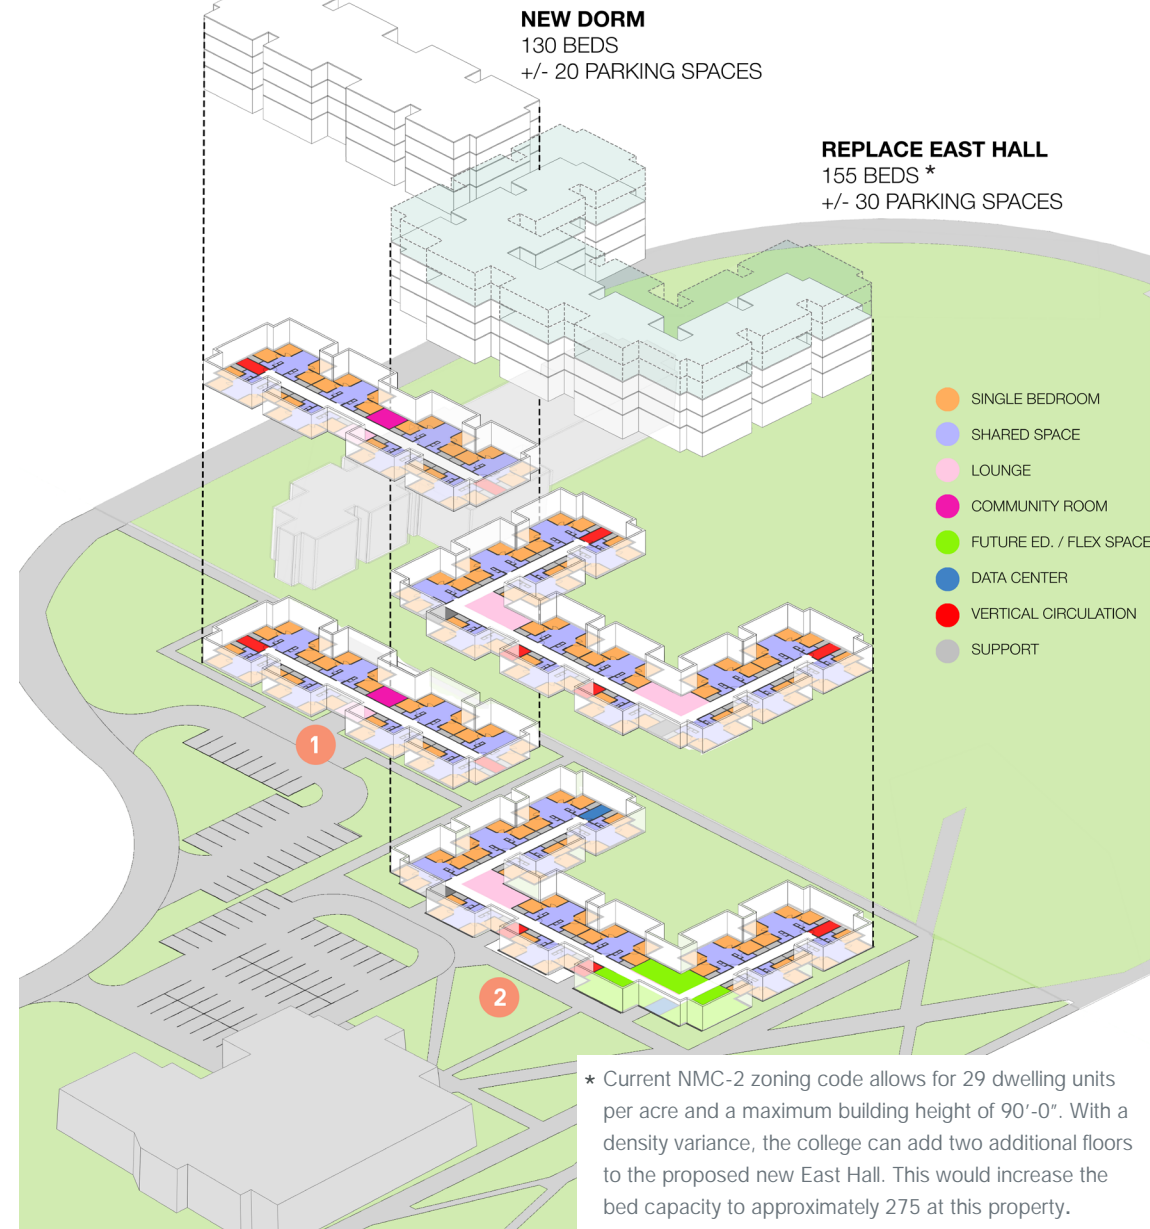 NEW DORM
130 BEDS
+/- 20 PARKING SPACES
REPLACE EAST HALL
155 BEDS *
+/- 30 PARKING SPACES
SINGLE BEDROOM
SHARED SPACE
LOUNGE
COMMUNITY ROOM
FUTURE ED. / FLEX SPACE
DATA CENTER
VERTICAL CIRCULATION
SUPPORT
1
2
* Current NMC-2 zoning code allows for 29 dwelling units
per acre and a maximum building height of 90'-0". With a
density variance, the college can add two additional floors
to the proposed new East Hall. This would increase the
bed capacity to approximately 275 at this property.